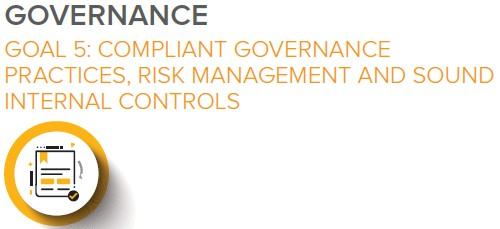 GOVERNANCE
GOAL 5: COMPLIANT GOVERNANCE
PRACTICES, RISK MANAGEMENT AND SOUND
INTERNAL CONTROLS